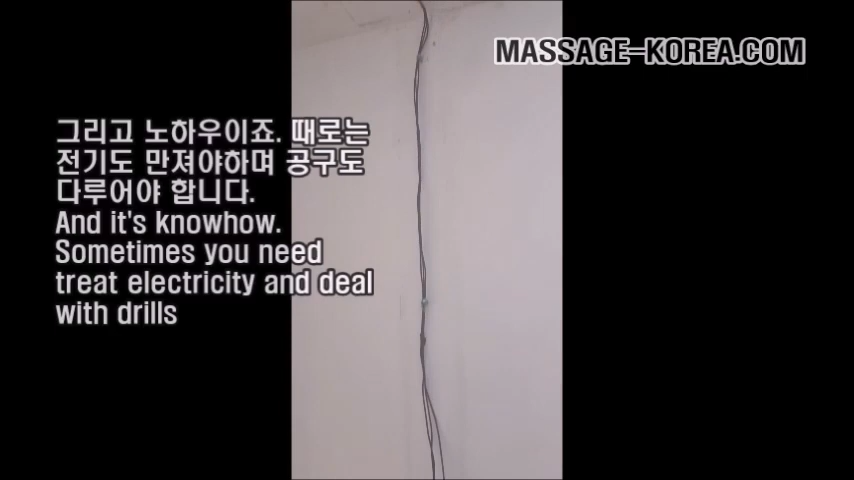 MASSAGE-KOREA.COM
그리고 노하우이죠. 때로는
전기도 만져야하며 공구도
다루어야 합니다.
And it's knowhow.
Sometimes you need
treat electricity and deal
with drills